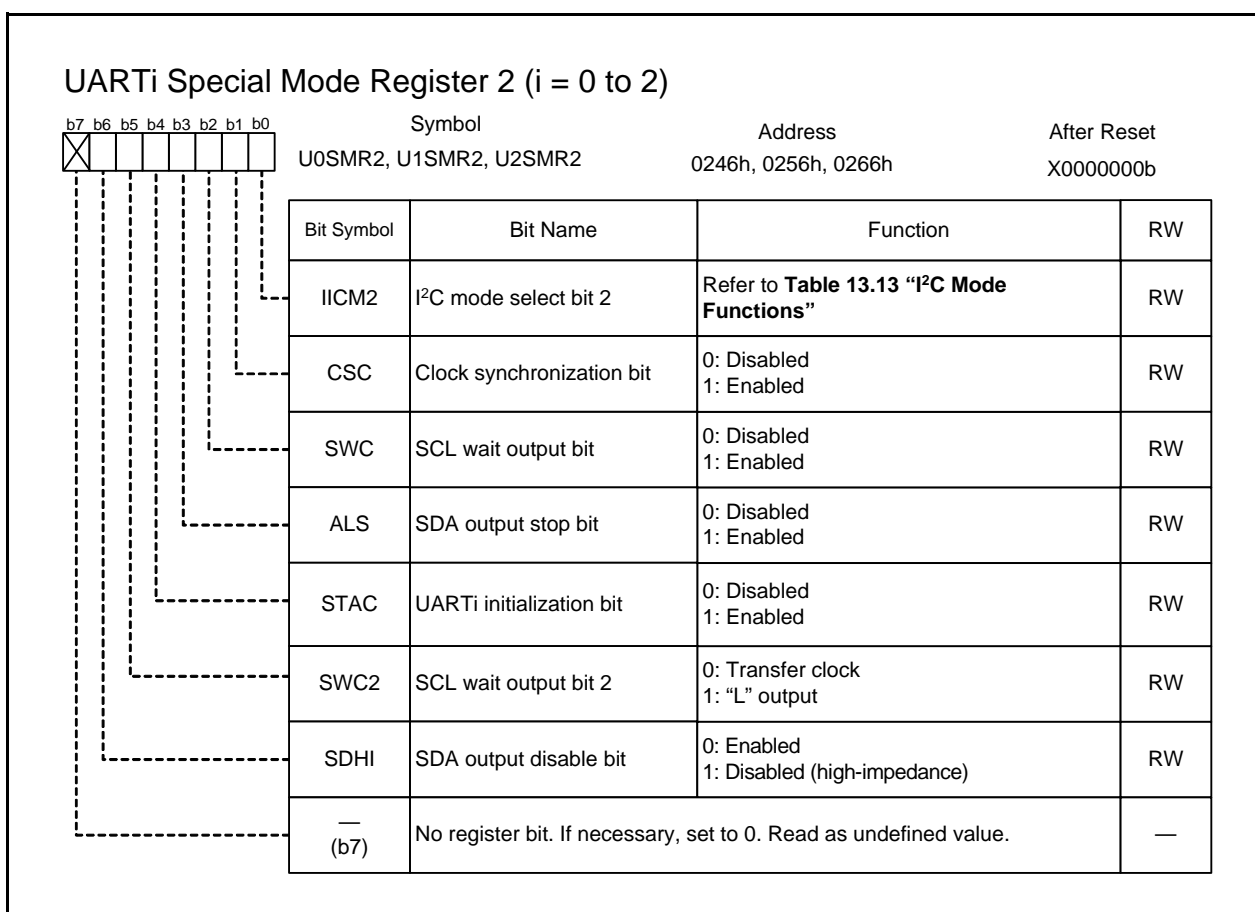 UARTi Special Mode Register 2 (i = 0 to 2)
b7 b6 b5 b4 b3 b2 b1 b0
Symbol Address After Reset
U0SMR2, U1SMR2, U2SMR2 0246h, 0256h, 0266h X0000000b
Bit Symbol Bit Name Function RW
IICM2 I²C mode select bit 2 Refer to Table 13.13 “I²C Mode
Functions” RW
CSC Clock synchronization bit 0: Disabled
1: Enabled RW
SWC SCL wait output bit 0: Disabled
1: Enabled RW
ALS SDA output stop bit 0: Disabled
1: Enabled RW
STAC UARTi initialization bit 0: Disabled
1: Enabled RW
SWC2 SCL wait output bit 2 0: Transfer clock
1: “L” output RW
SDHI SDA output disable bit 0: Enabled
1: Disabled (high-impedance) RW
—
(b7) No register bit. If necessary, set to 0. Read as undefined value. —